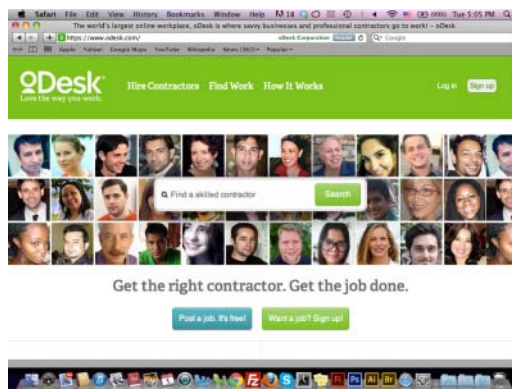 Safari File Edit View History Bookmarks Window Help
Tue 5:05 PM
The world's largest online workplace, oDesk is where savvy businesses and professional contractors go to work! – oDesk
https://www.odesk.com/
oDesk Corporation
Google
Apple Yahoo! Google Maps YouTube Wikipedia News (362) Popular
oDesk
Love the way you work.
Hire Contractors Find Work How It Works
Log in Sign up
Find a skilled contractor
Search
Get the right contractor. Get the job done.
Post a job. It's free!
Want a job? Sign up!